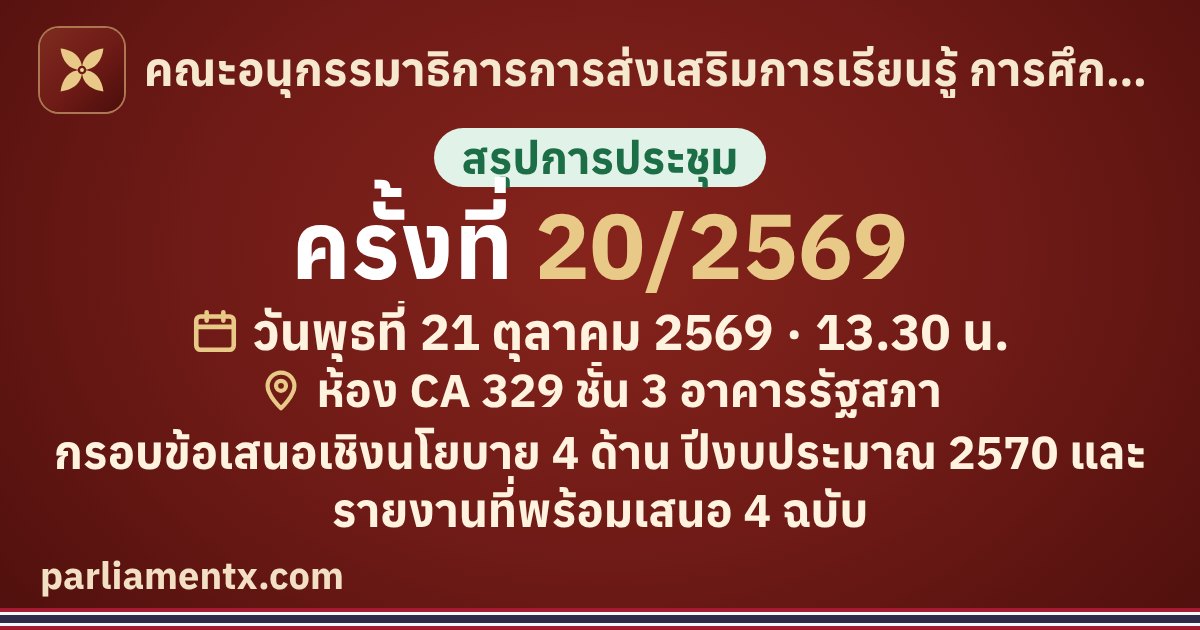 คณะอนุกรรมาธิการการส่งเสริมการเรียนรู้ การศึก...
สรุปการประชุม
ครั้งที่ 20/2569
วันพุธที่ 21 ตุลาคม 2569 · 13.30 น.
ห้อง CA 329 ชั้น 3 อาคารรัฐสภา
กรอบข้อเสนอเชิงนโยบาย 4 ด้าน ปีงบประมาณ 2570 และ
รายงานที่พร้อมเสนอ 4 ฉบับ
parliamentx.com